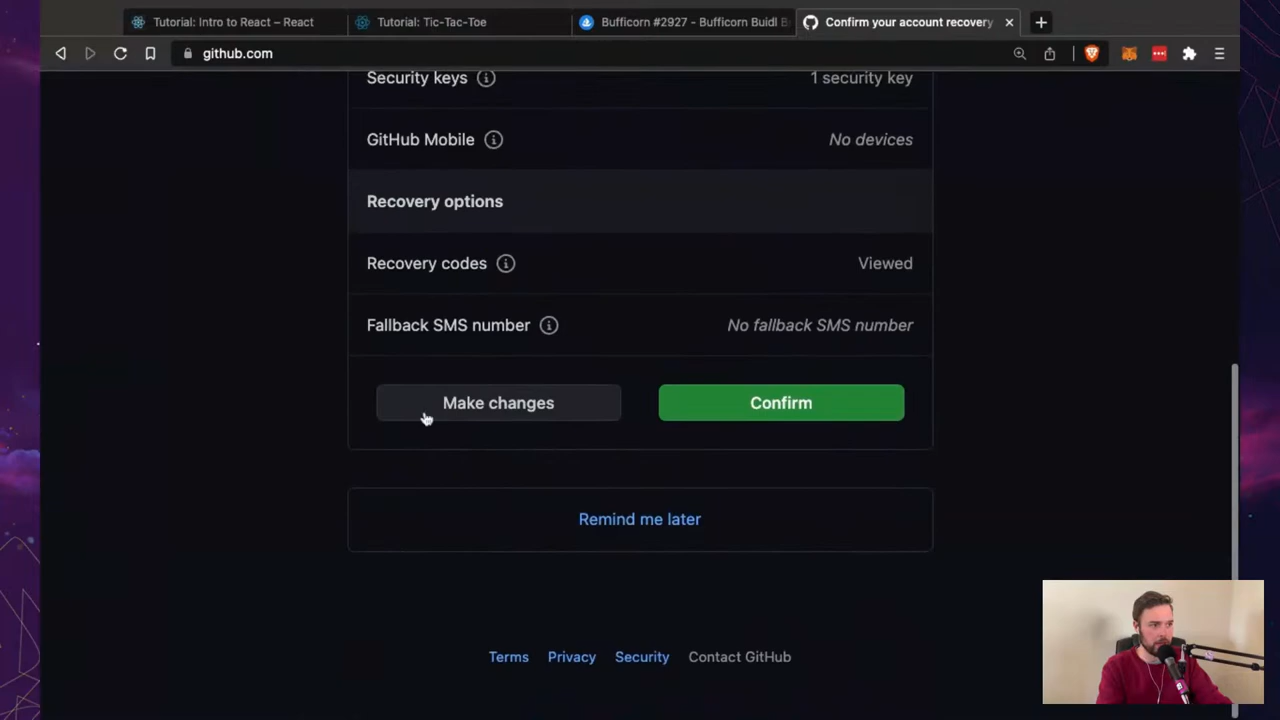 Tutorial: Intro to React – React
Tutorial: Tic-Tac-Toe
Bufficorn #2927 - Bufficorn Buidl B
Confirm your account recovery
github.com
Security keys
1 security key
GitHub Mobile
No devices
Recovery options
Recovery codes
Viewed
Fallback SMS number
No fallback SMS number
Make changes
Confirm
Remind me later
Terms
Privacy
Security
Contact GitHub